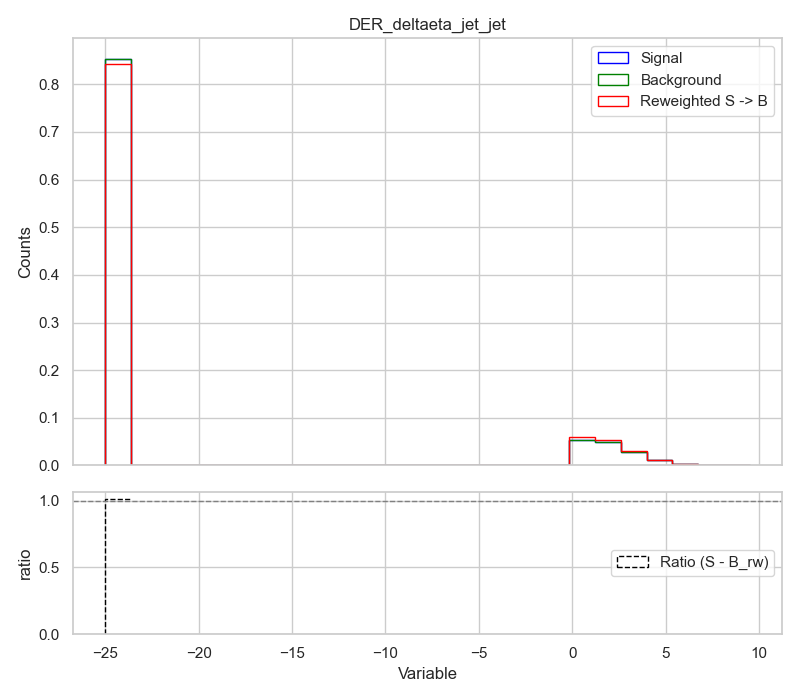 DER_deltaeta_jet_jet
Signal
Background
Reweighted S -> B
Counts
0.8
0.7
0.6
0.5
0.4
0.3
0.2
0.1
0.0
ratio
1.0
0.5
0.0
Ratio (S - B_rw)
−25 −20 −15 −10 −5 0 5 10
Variable